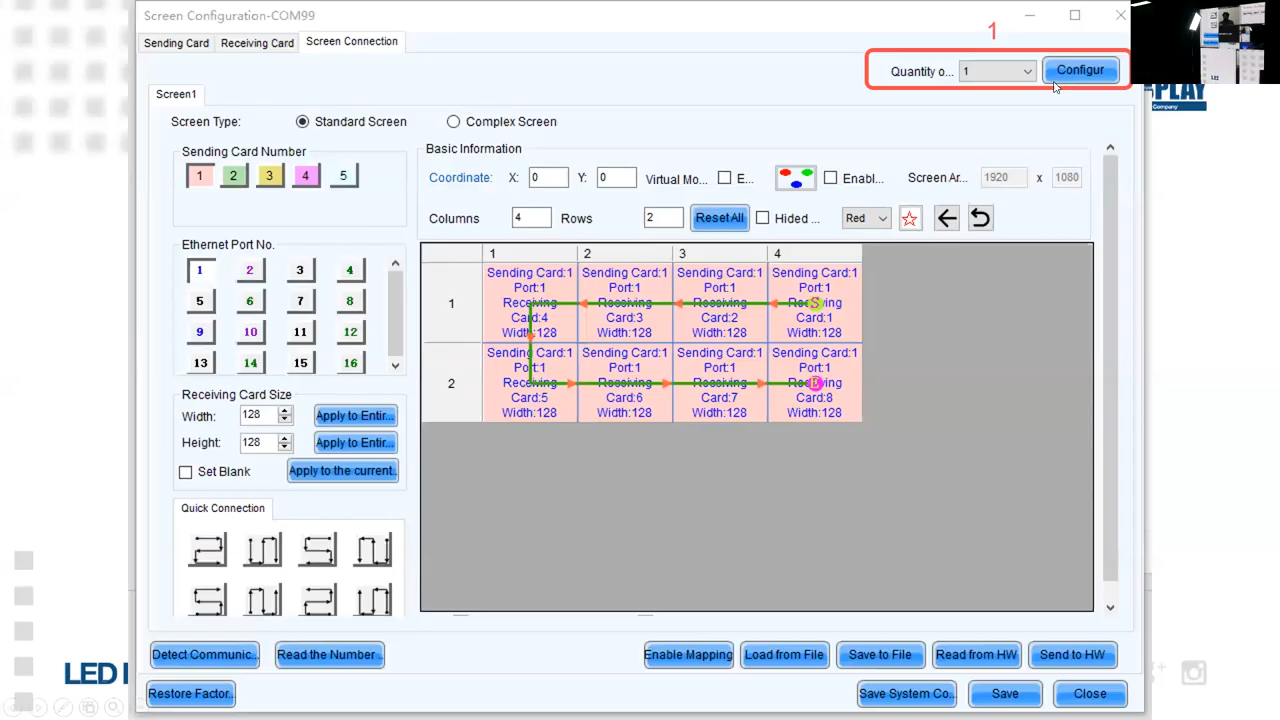 Screen Configuration-COM99
Sending Card Receiving Card Screen Connection
1
Quantity o... 1 Configur
PLAY
Company
Screen1
Screen Type: Standard Screen Complex Screen
Sending Card Number
1 2 3 4 5
Basic Information
Coordinate: X: 0 Y: 0 Virtual Mo... E... Enabl... Screen Ar... 1920 x 1080
Columns 4 Rows 2 Reset All Hided ... Red
Ethernet Port No.
1 2 3 4
5 6 7 8
9 10 11 12
13 14 15 16
1 2 3 4
1
Sending Card:1 Sending Card:1 Sending Card:1 Sending Card:1
Port:1 Port:1 Port:1 Port:1
Receiving Receiving Receiving Receiving
S
Card:4 Card:3 Card:2 Card:1
Width:128 Width:128 Width:128 Width:128
2
Sending Card:1 Sending Card:1 Sending Card:1 Sending Card:1
Port:1 Port:1 Port:1 Port:1
Receiving Receiving Receiving Receiving
E
Card:5 Card:6 Card:7 Card:8
Width:128 Width:128 Width:128 Width:128
Receiving Card Size
Width: 128 Apply to Entir...
Height: 128 Apply to Entir...
Set Blank Apply to the current.
Quick Connection
Detect Communic... Read the Number Enable Mapping Load from File Save to File Read from HW Send to HW
LED
Restore Factor... Save System Co... Save Close